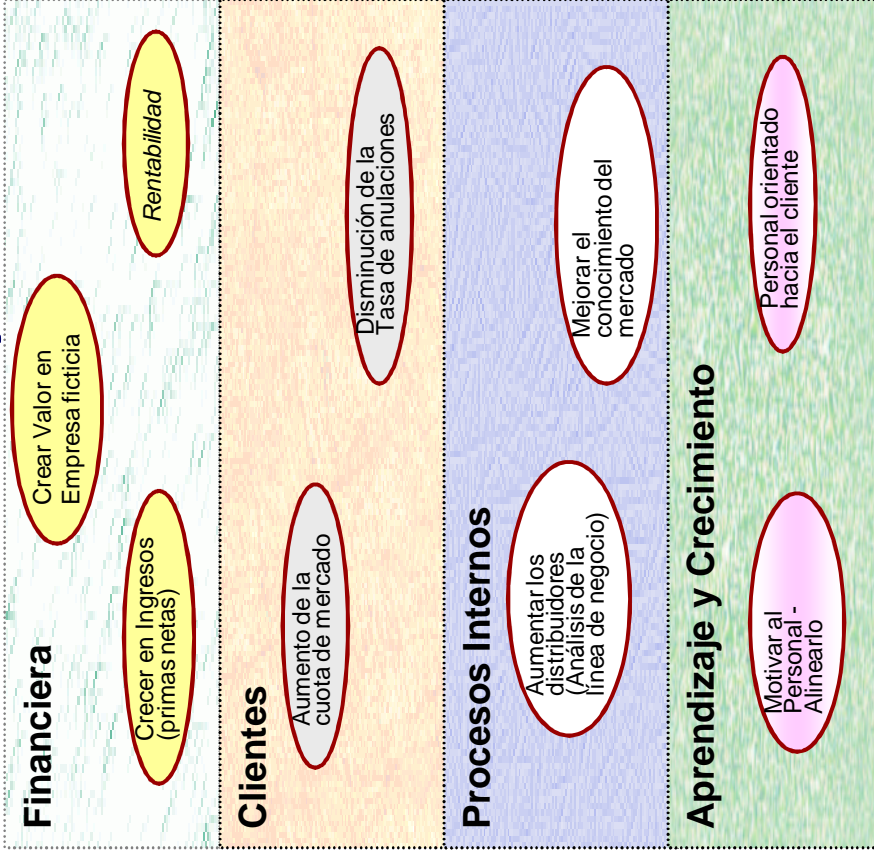 Financiera
Crear Valor en
Empresa ficticia
Crecer en Ingresos
(primas netas)
Rentabilidad
Clientes
Aumento de la
cuota de mercado
Disminución de la
Tasa de anulaciones
Procesos Internos
Aumentar los
distribuidores
(Análisis de la
línea de negocio)
Mejorar el
conocimiento del
mercado
Aprendizaje y Crecimiento
Motivar al
Personal -
Alinearlo
Personal orientado
hacia el cliente